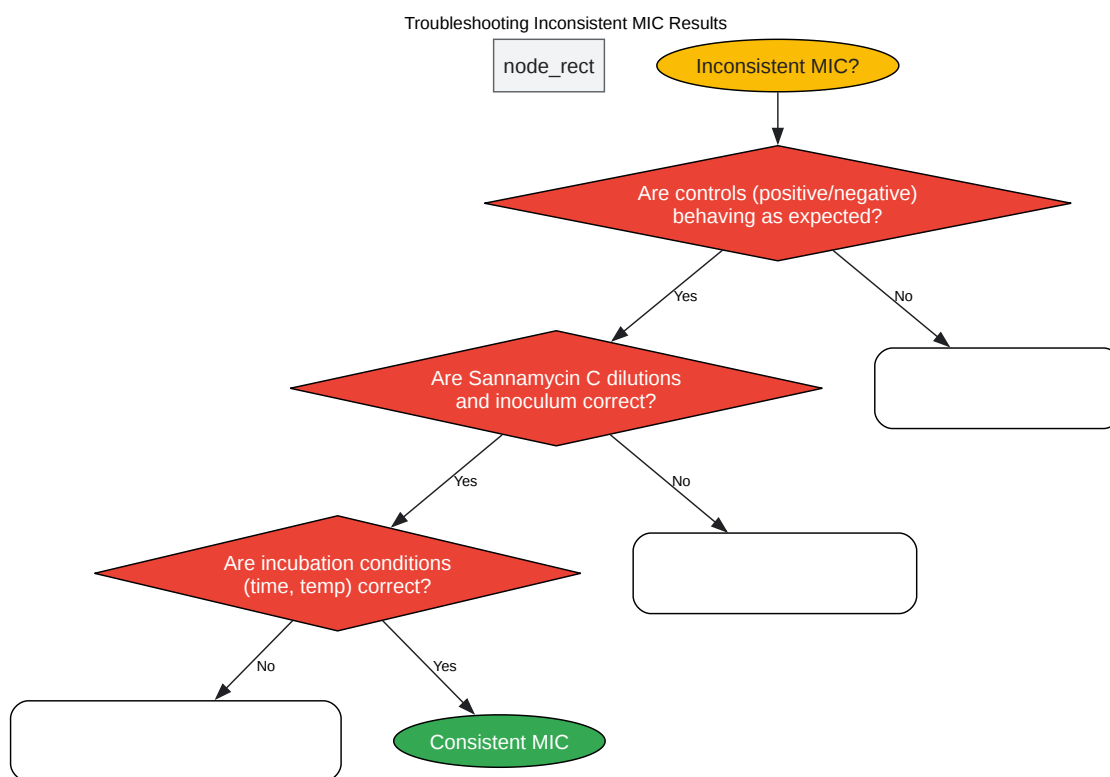 Troubleshooting Inconsistent MIC Results
node_rect
Inconsistent MIC?
Are controls (positive/negative)
behaving as expected?
Yes
No
Are Sannamycin C dilutions
and inoculum correct?
Yes
No
Are incubation conditions
(time, temp) correct?
No
Yes
Consistent MIC